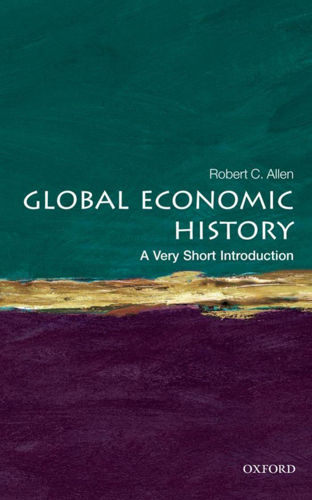 Robert C. Allen
GLOBAL ECONOMIC
HISTORY
A Very Short Introduction
OXFORD